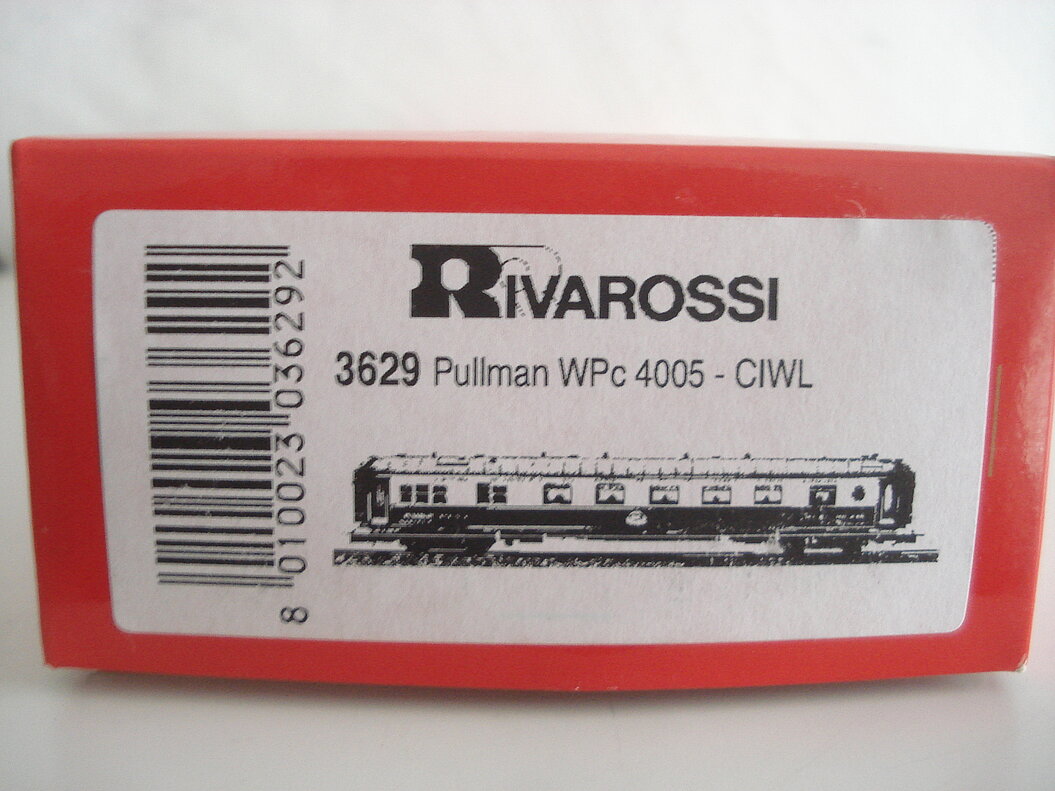 RIVAROSSI
3629 Pullman WPc 4005 - CIWL
8 010023 036292